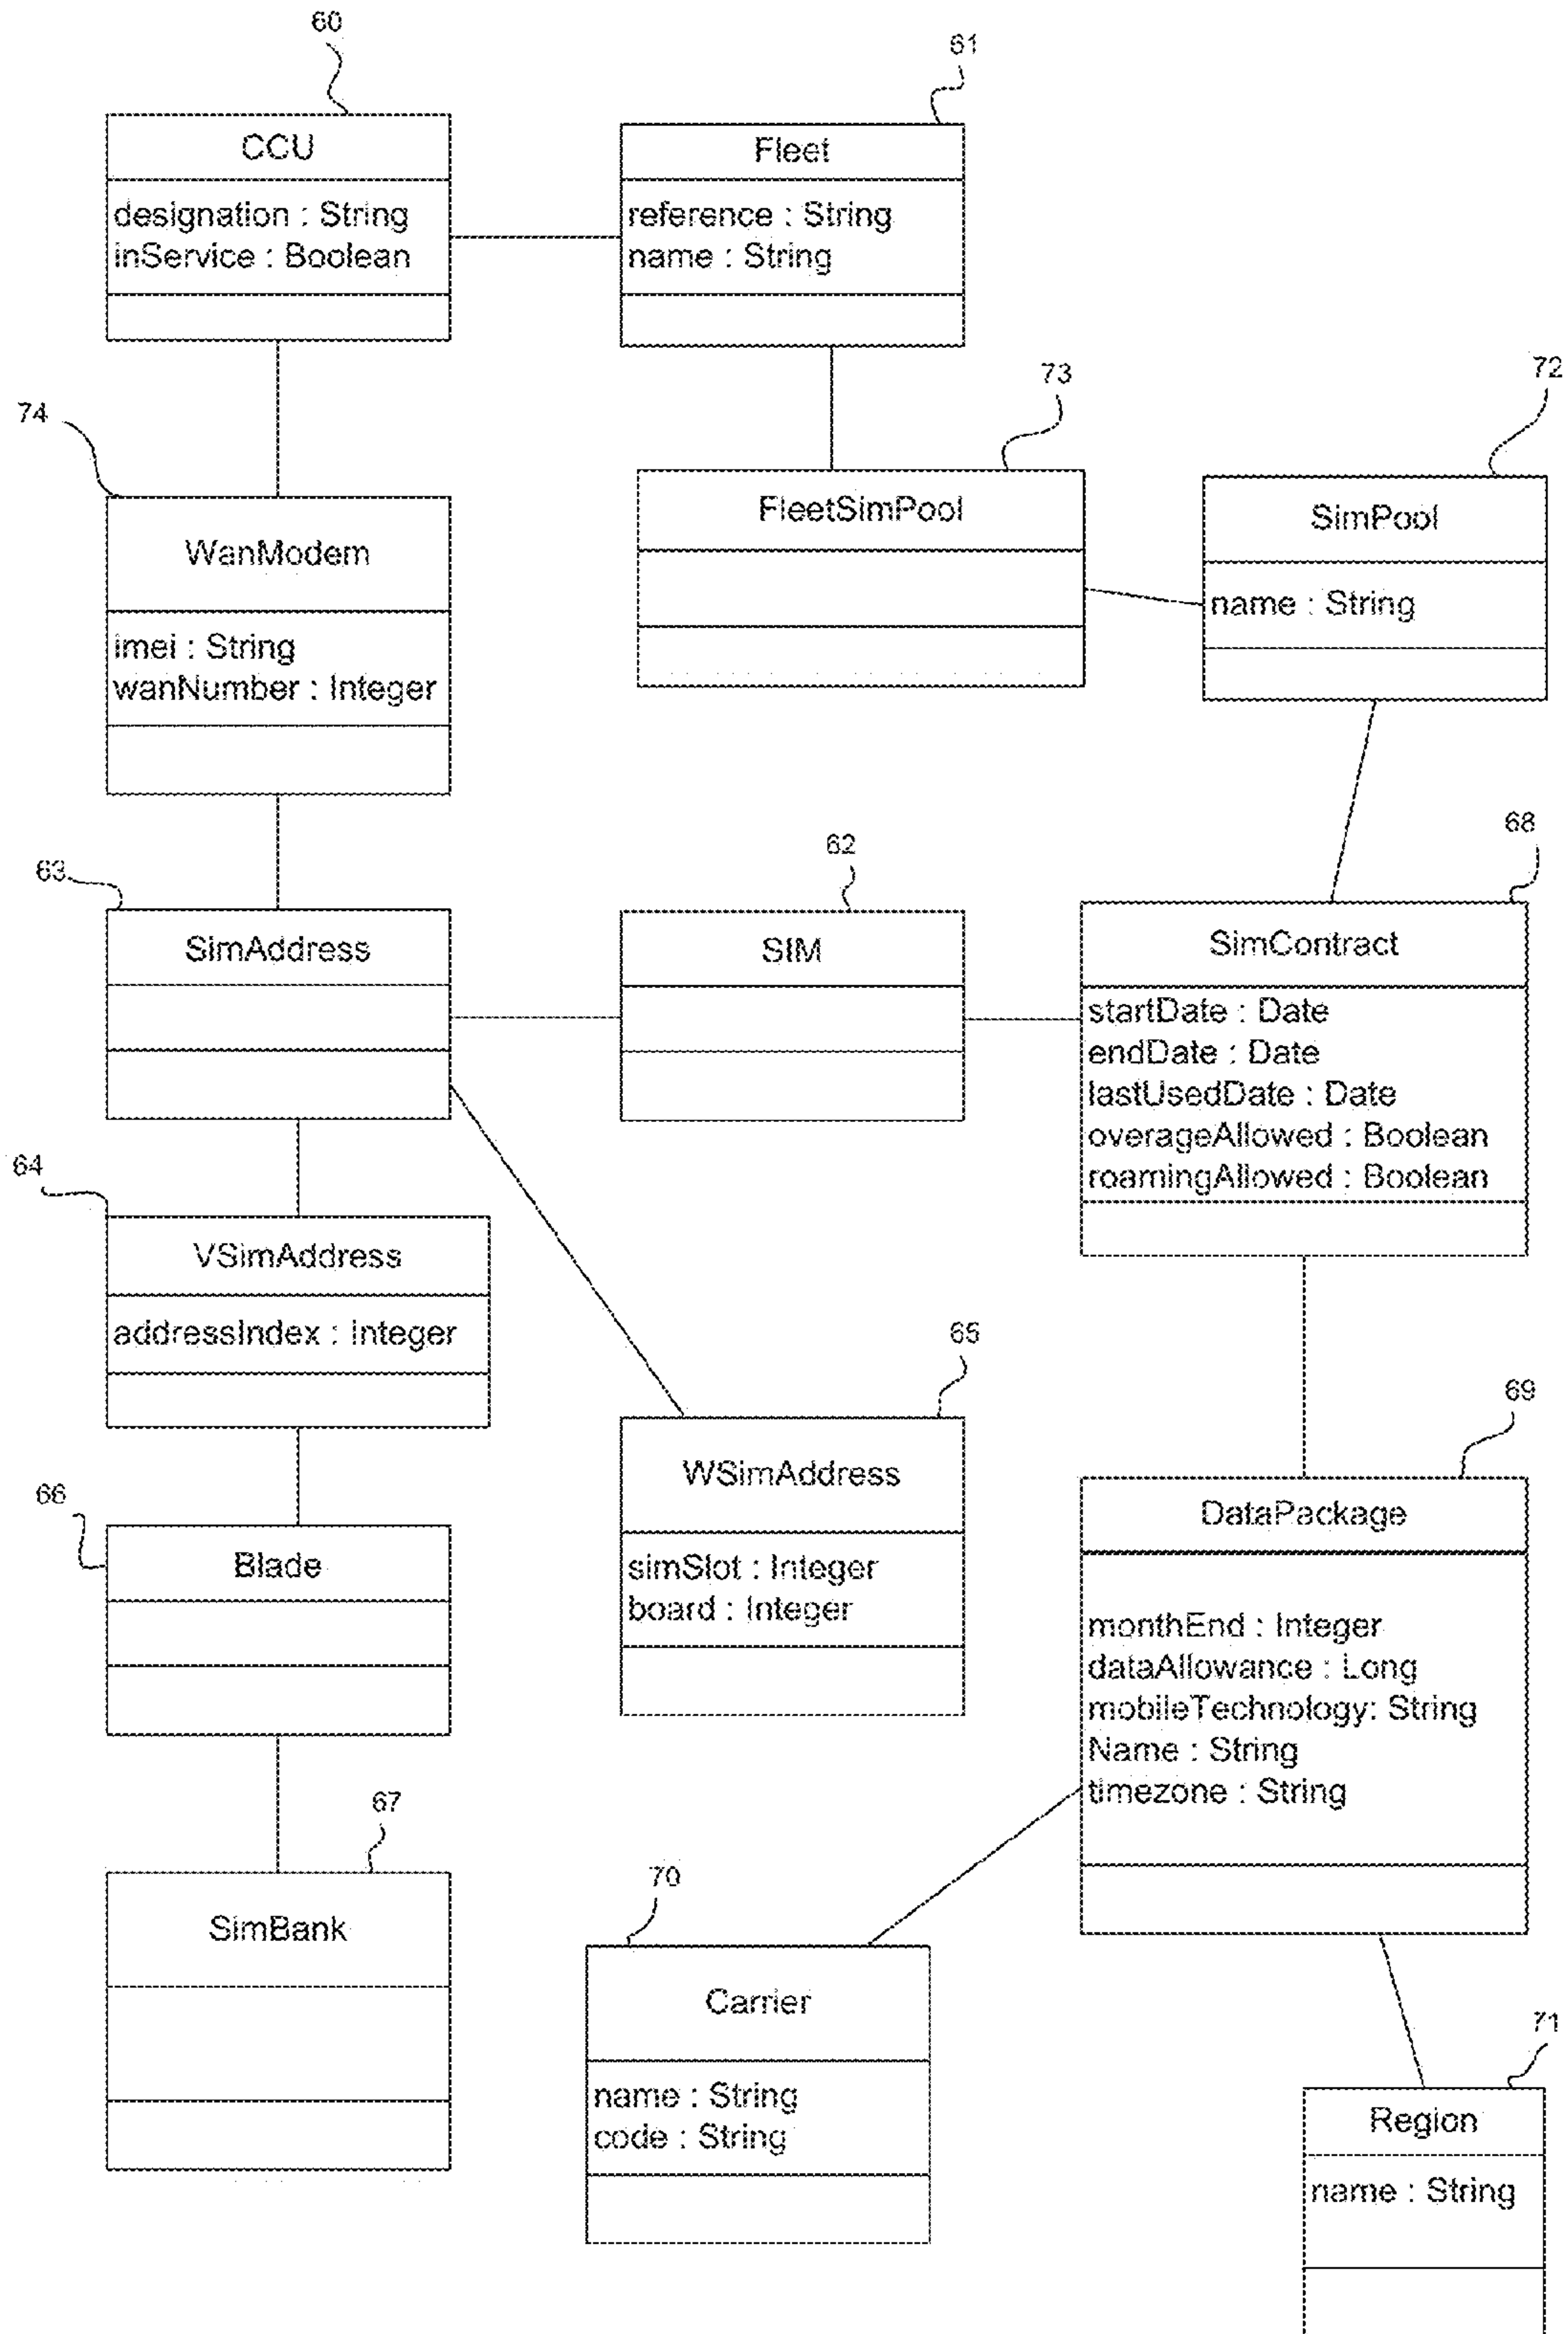 60
61
CCU
designation : String
inService : Boolean
Fleet
reference : String
name : String
74
73
72
WanModem
imei : String
wanNumber : Integer
FleetSimPool
SimPool
name : String
63
62
68
SimAddress
SIM
SimContract
startDate : Date
endDate : Date
lastUsedDate : Date
overageAllowed : Boolean
roamingAllowed : Boolean
64
VSimAddress
addressIndex : Integer
65
WSimAddress
simSlot : Integer
board : Integer
69
DataPackage
monthEnd : Integer
dataAllowance : Long
mobileTechnology: String
Name : String
timezone : String
66
Blade
67
SimBank
70
Carrier
name : String
code : String
71
Region
name : String